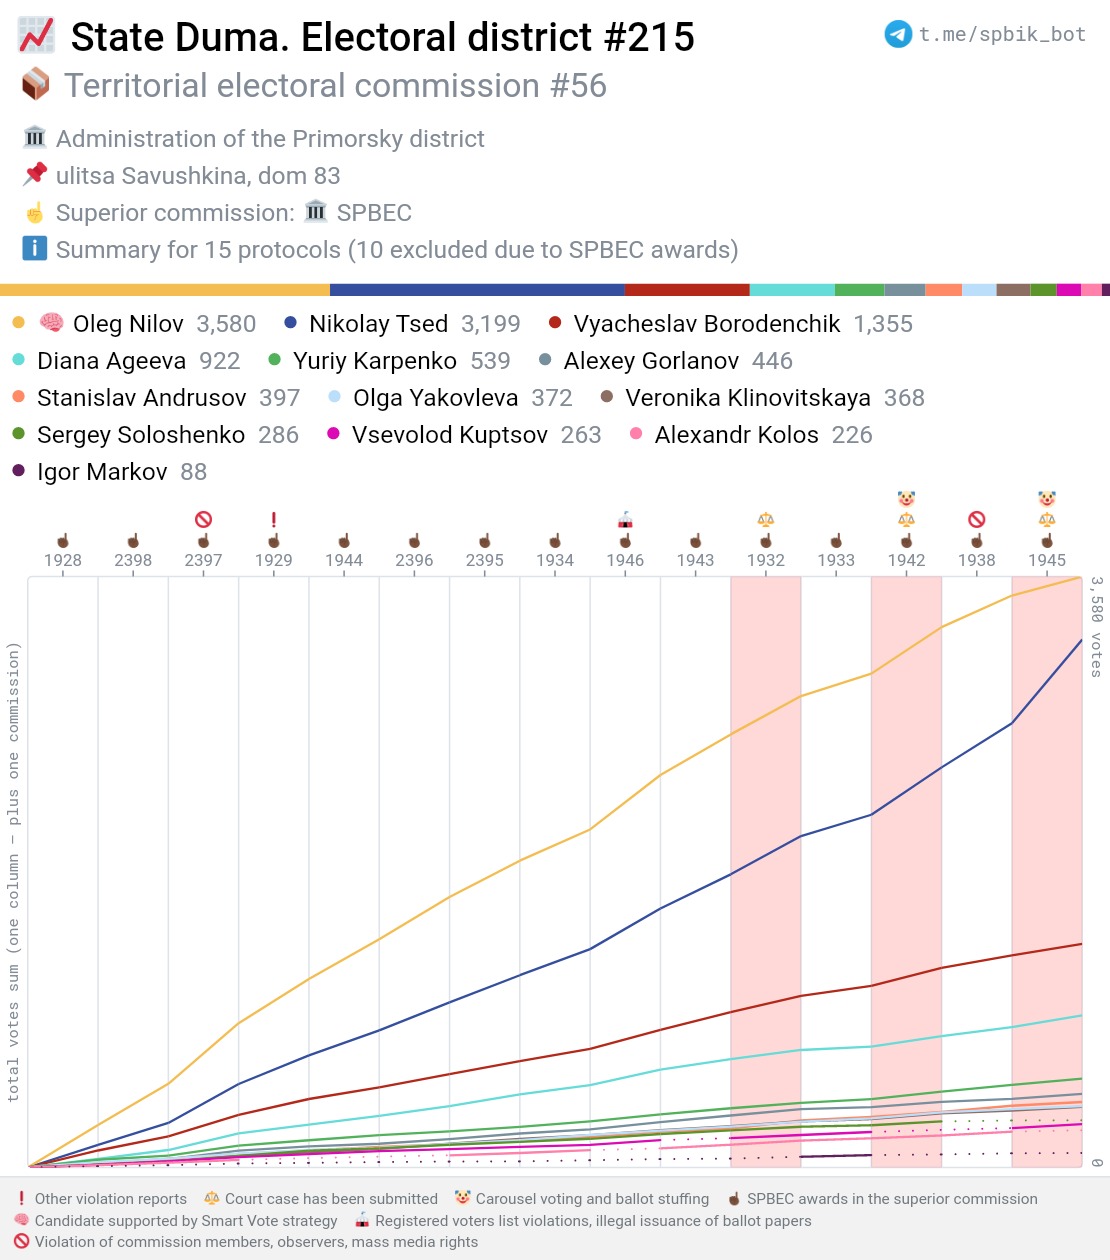 State Duma. Electoral district #215
t.me/spbik_bot
Territorial electoral commission #56
Administration of the Primorsky district
ulitsa Savushkina, dom 83
Superior commission: SPBEC
Summary for 15 protocols (10 excluded due to SPBEC awards)
Oleg Nilov 3,580 Nikolay Tsed 3,199 Vyacheslav Borodenchik 1,355
Diana Ageeva 922 Yuriy Karpenko 539 Alexey Gorlanov 446
Stanislav Andrusov 397 Olga Yakovleva 372 Veronika Klinovitskaya 368
Sergey Soloshenko 286 Vsevolod Kuptsov 263 Alexandr Kolos 226
Igor Markov 88
1928 2398 2397 1929 1944 2396 2395 1934 1946 1943 1932 1933 1942 1938 1945
total votes sum (one column – plus one commission)
3,580 votes
0
Other violation reports Court case has been submitted Carousel voting and ballot stuffing SPBEC awards in the superior commission
Candidate supported by Smart Vote strategy Registered voters list violations, illegal issuance of ballot papers
Violation of commission members, observers, mass media rights